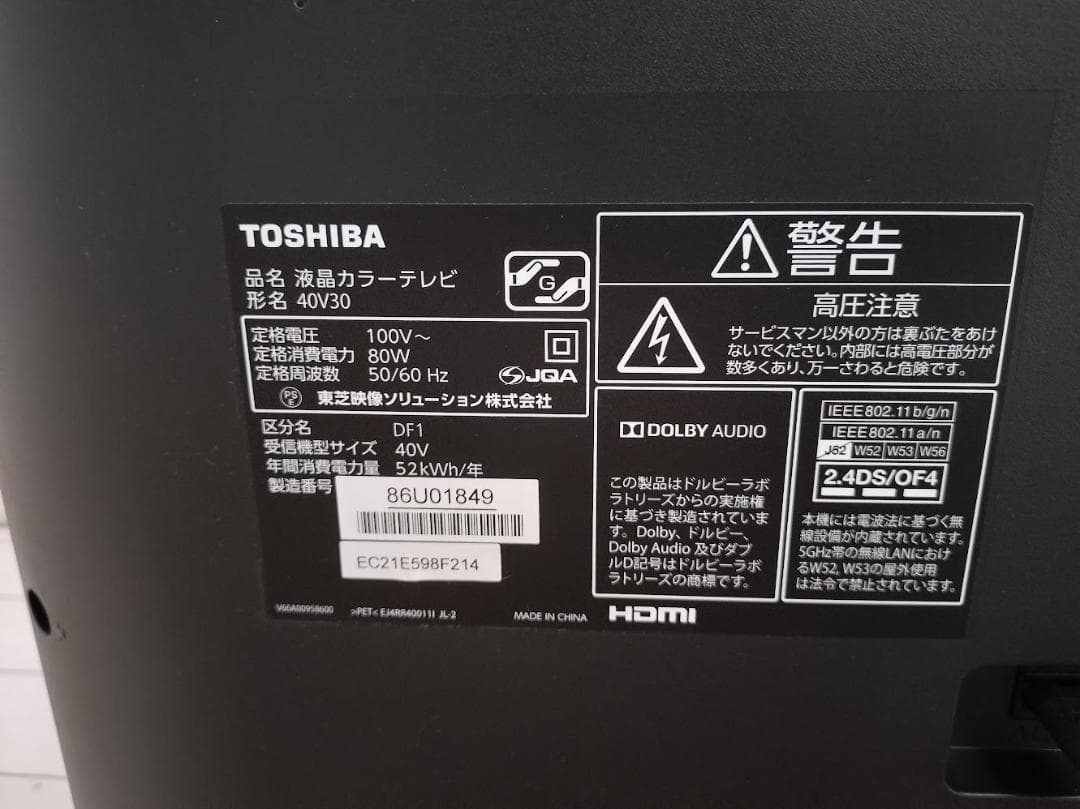 TOSHIBA
品名 液晶カラーテレビ
形名 40V30
G
定格電圧 100V～
定格消費電力 80W
定格周波数 50/60 Hz
JQA
PSE 東芝映像ソリューション株式会社
区分名 DF1
受信機型サイズ 40V
年間消費電力量 52kWh/年
製造番号
86U01849
EC21E598F214
V66A00958600 >PET< EJ4RR40011I JL-2 MADE IN CHINA
警告
高圧注意
サービスマン以外の方は裏ぶたをあけ
ないでください。内部には高電圧部分が
数多くあり、万一さわると危険です。
DOLBY AUDIO
この製品はドルビーラボ
ラトリーズからの実施権
に基づき製造されていま
す。Dolby、ドルビー、
Dolby Audio 及びダブ
ルD記号はドルビーラボ
ラトリーズの商標です。
IEEE802.11b/g/n
IEEE802.11a/n
J52 W52 W53 W56
2.4DS/OF4
本機には電波法に基づく無
線設備が内蔵されています。
5GHz帯の無線LANにおけ
るW52, W53の屋外使用
は法令で禁止されています。
HDMI